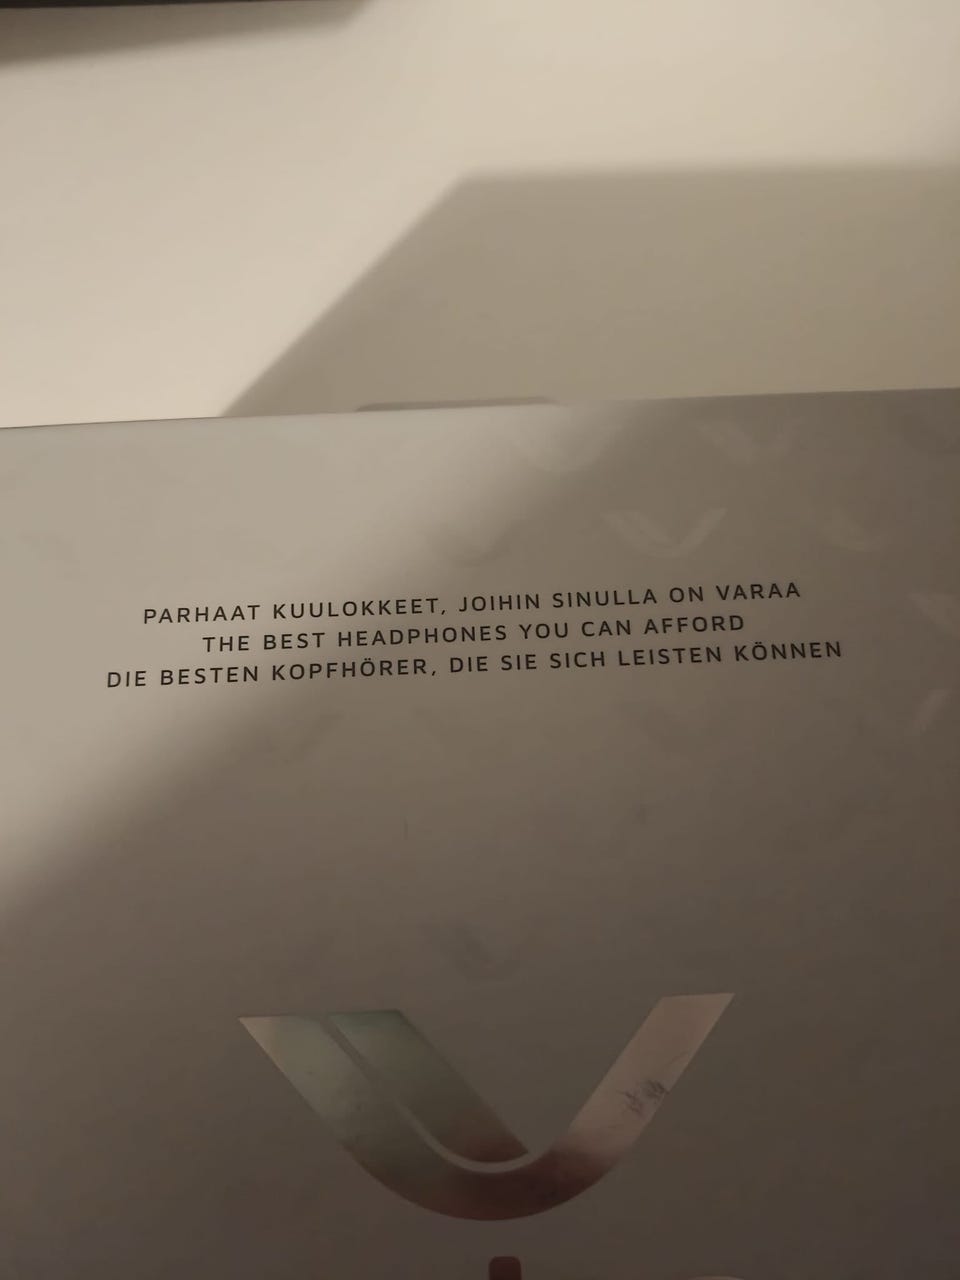 PARHAAT KUULOKKEET, JOIHIN SINULLA ON VARAA
THE BEST HEADPHONES YOU CAN AFFORD
DIE BESTEN KOPFHÖRER, DIE SIE SICH LEISTEN KÖNNEN